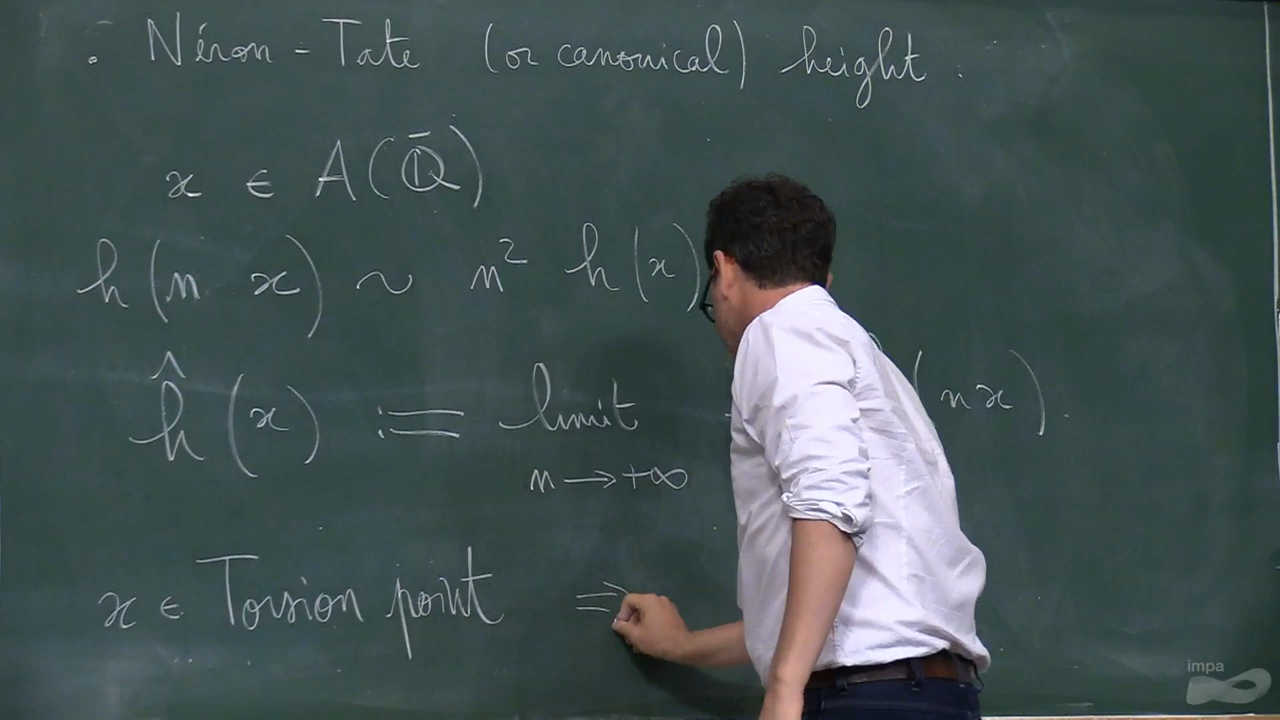 . Néron - Tate (or canonical) height .
x ∈ A(Q̄)
h(n x) ~ n² h(x)
ĥ(x) := limit (nx) .
n → +∞
x ∈ Torsion point ⇒
impa